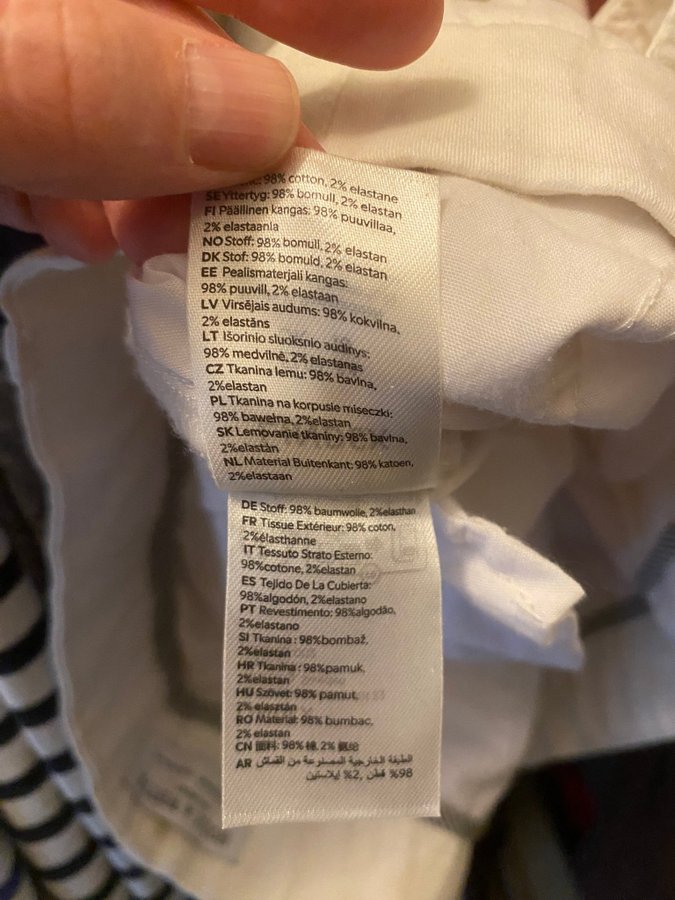 98% cotton, 2% elastane
SE Yttertyg: 98% bomull, 2% elastan
FI Päällinen kangas: 98% puuvillaa,
2% elastaania
NO Stoff: 98% bomull, 2% elastan
DK Stof: 98% bomuld, 2% elastan
EE Pealismaterjali kangas:
98% puuvill, 2% elastaan
LV Virsējais audums: 98% kokvilna,
2% elastāns
LT Išorinio sluoksnio audinys:
98% medvilnė, 2% elastanas
CZ Tkanina lemu: 98% bavlna,
2%elastan
PL Tkanina na korpusie miseczki:
98% bawełna, 2%elastan
SK Lemovanie tkaniny: 98% bavlna,
2%elastán
NL Material Buitenkant: 98% katoen,
2%elastaan
DE Stoff: 98% baumwolle, 2%elasthan
FR Tissue Extérieur: 98% coton,
2%élasthanne
IT Tessuto Strato Esterno:
98%cotone, 2%elastan
ES Tejido De La Cubierta:
98%algodón, 2%elastano
PT Revestimento: 98%algodão,
2%elastano
SI Tkanina: 98%bombaž,
2%elastan
HR Tkanina: 98%pamuk,
2%elastan
HU Szövet: 98% pamut,
2% elasztán
RO Material: 98% bumbac,
2% elastan
CN 面料: 98% 棉, 2% 氨纶
AR الطبقة الخارجية المصنوعة من القماش
98% قطن, 2% إيلاستين